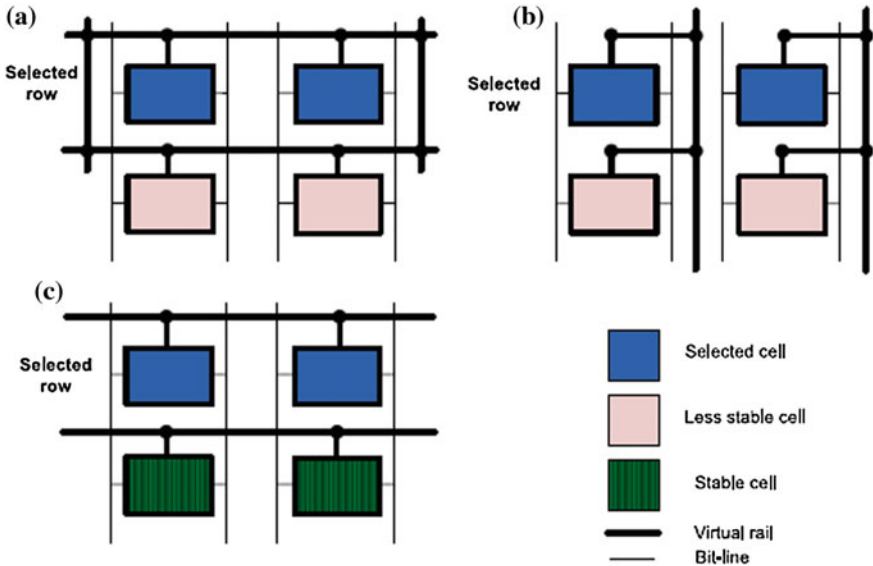 (a)
(b)
Selected
row
Selected
row
(c)
Selected
row
Selected cell
Less stable cell
Stable cell
Virtual rail
Bit-line